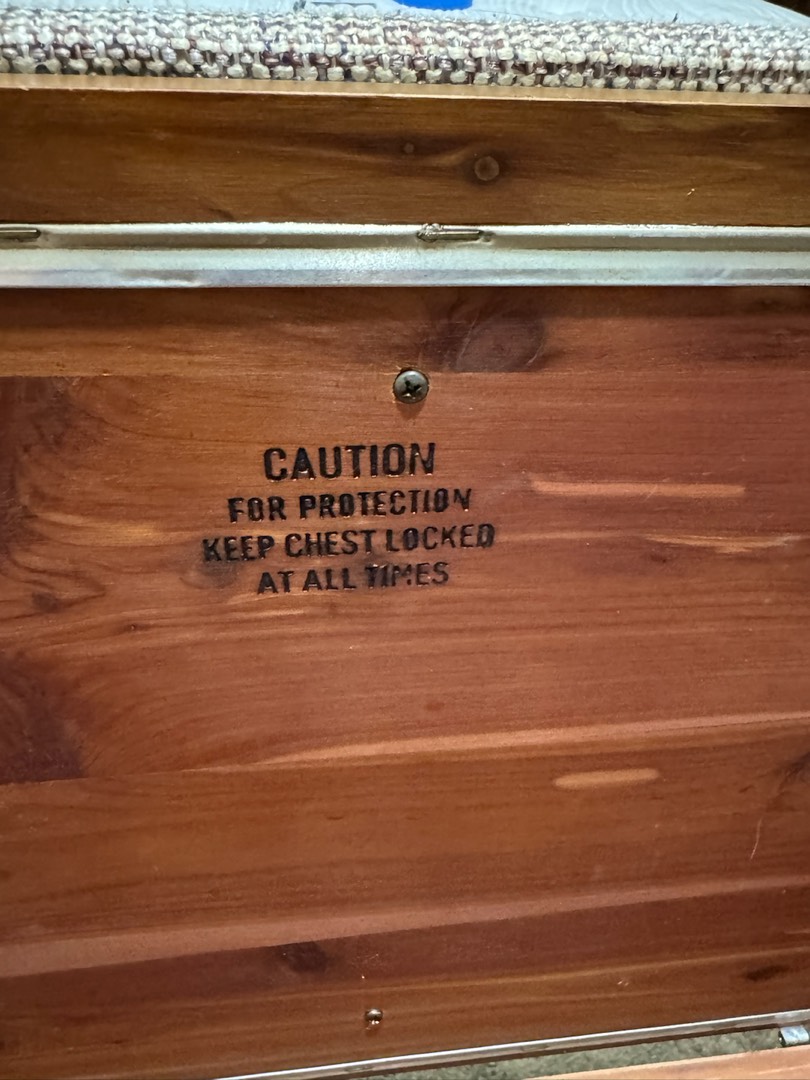 CAUTION
FOR PROTECTION
KEEP CHEST LOCKED
AT ALL TIMES